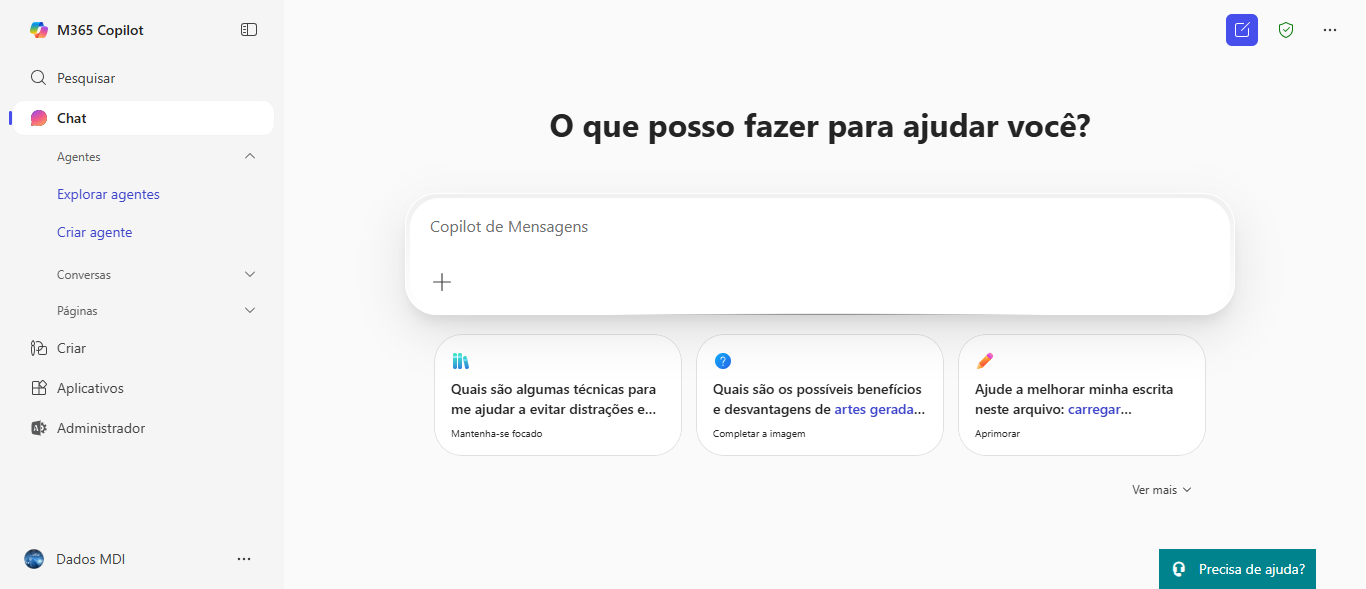 M365 Copilot
Pesquisar
Chat
Agentes
Explorar agentes
Criar agente
Conversas
Páginas
Criar
Aplicativos
Administrador
Dados MDI
O que posso fazer para ajudar você?
Copilot de Mensagens
Quais são algumas técnicas para
me ajudar a evitar distrações e...
Mantenha-se focado
Quais são os possíveis benefícios
e desvantagens de artes gerada...
Completar a imagem
Ajude a melhorar minha escrita
neste arquivo: carregar...
Aprimorar
Ver mais
Precisa de ajuda?